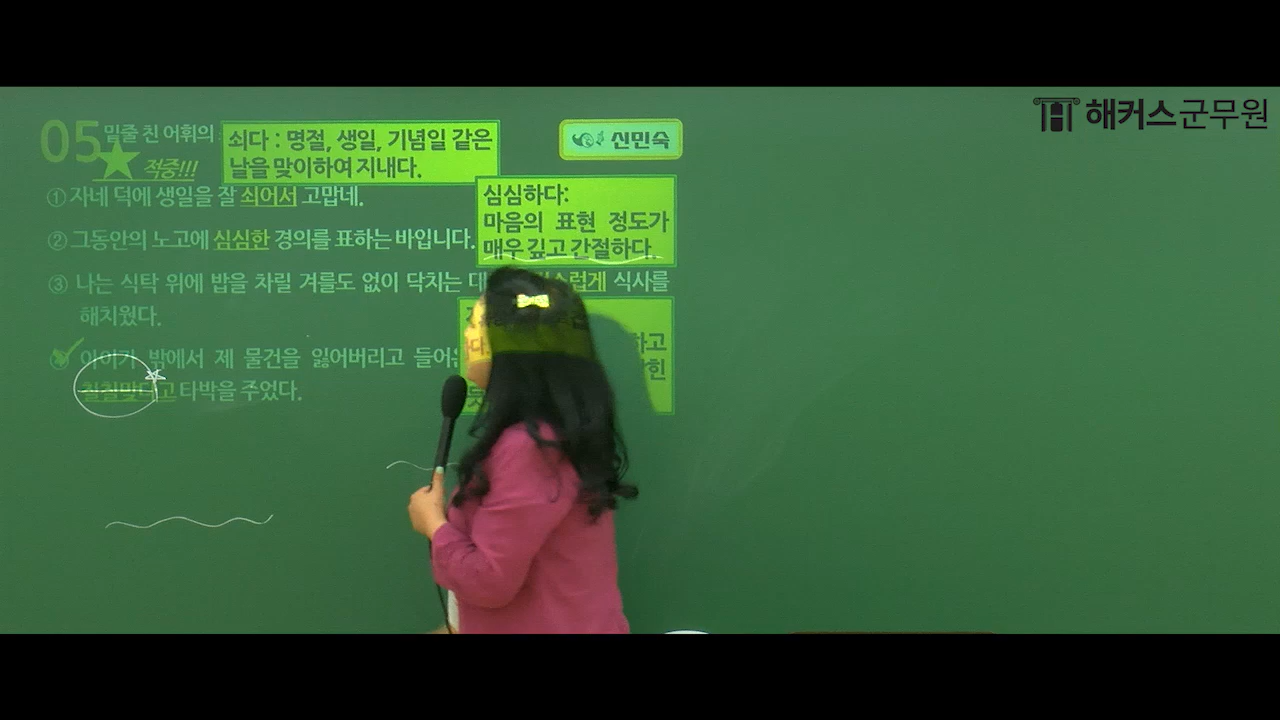 해커스군무원
05 밑줄 친 어휘의
적중!!!
쇠다 : 명절, 생일, 기념일 같은
날을 맞이하여 지내다.
신민숙
① 자네 덕에 생일을 잘 쇠어서 고맙네.
심심하다:
마음의 표현 정도가
매우 깊고 간절하다.
② 그동안의 노고에 심심한 경의를 표하는 바입니다.
③ 나는 식탁 위에 밥을 차릴 겨를도 없이 닥치는 대 식사를
해치웠다.
아이가 밖에서 제 물건을 잃어버리고
칠칠맞다고 타박을 주었다.